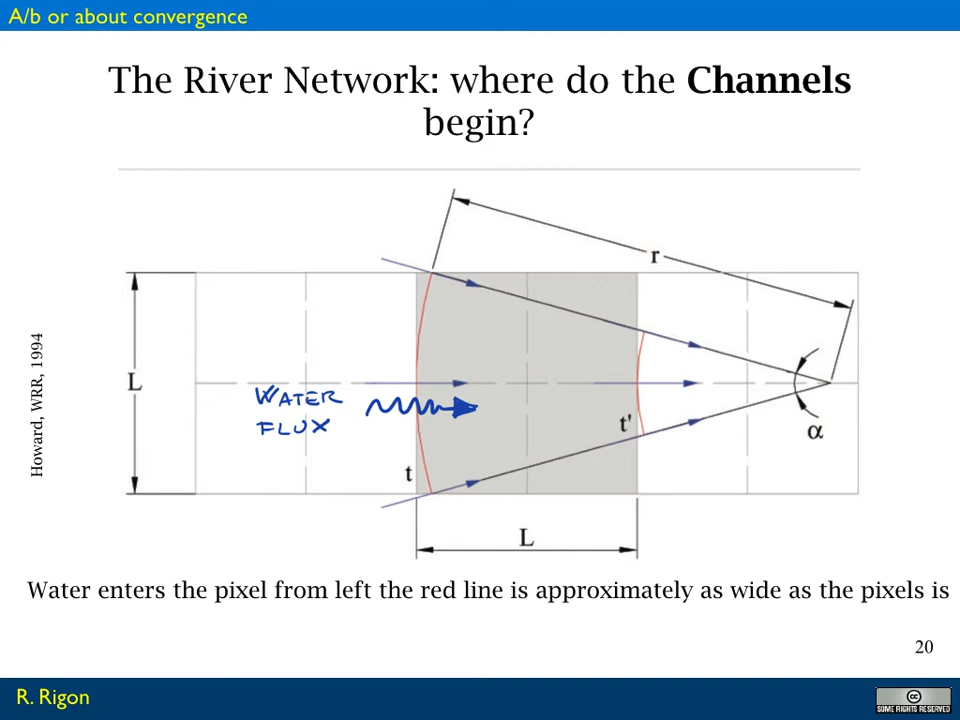 A/b or about convergence
The River Network: where do the Channels
begin?
r
Howard, WRR, 1994
L
WATER
FLUX
t'
α
t
L
Water enters the pixel from left the red line is approximately as wide as the pixels is
20
R. Rigon
cc
SOME RIGHTS RESERVED